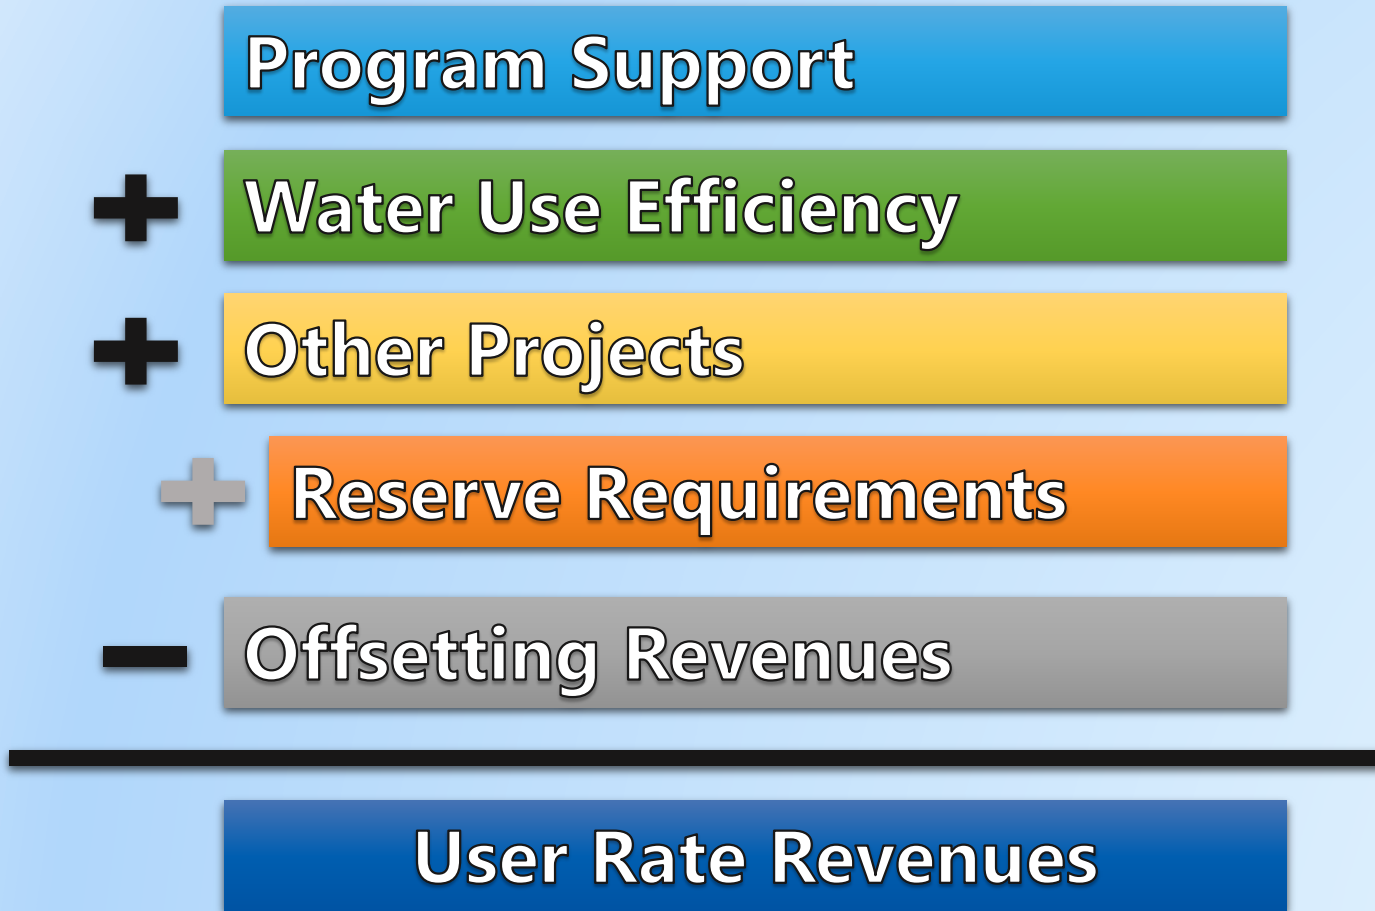 Program Support
+ Water Use Efficiency
+ Other Projects
+ Reserve Requirements
− Offsetting Revenues
User Rate Revenues